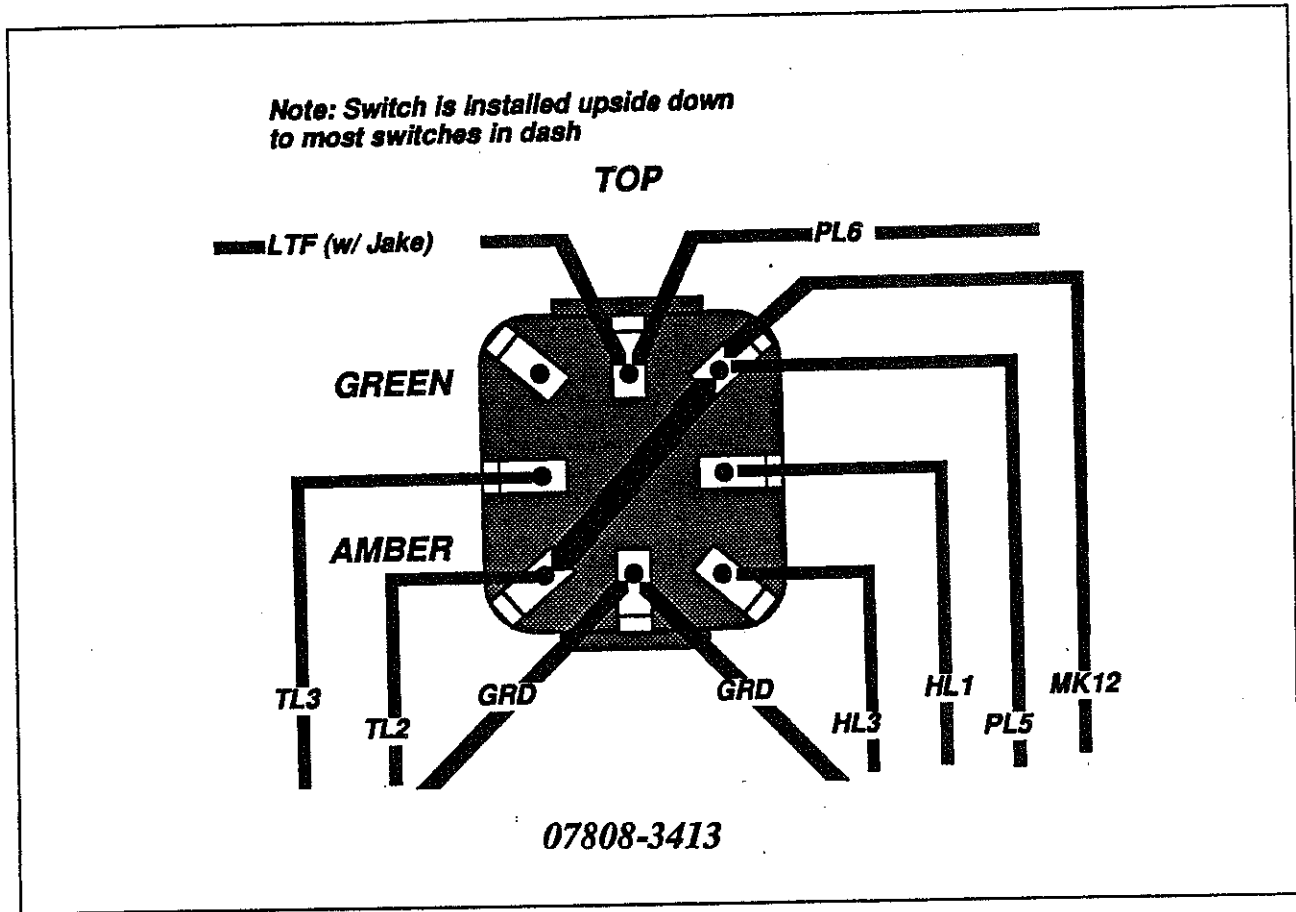 Note: Switch is installed upside down
to most switches in dash
TOP
LTF (w/ Jake)
PL6
GREEN
AMBER
TL3
TL2
GRD
GRD
HL3
HL1
PL5
MK12
07808-3413